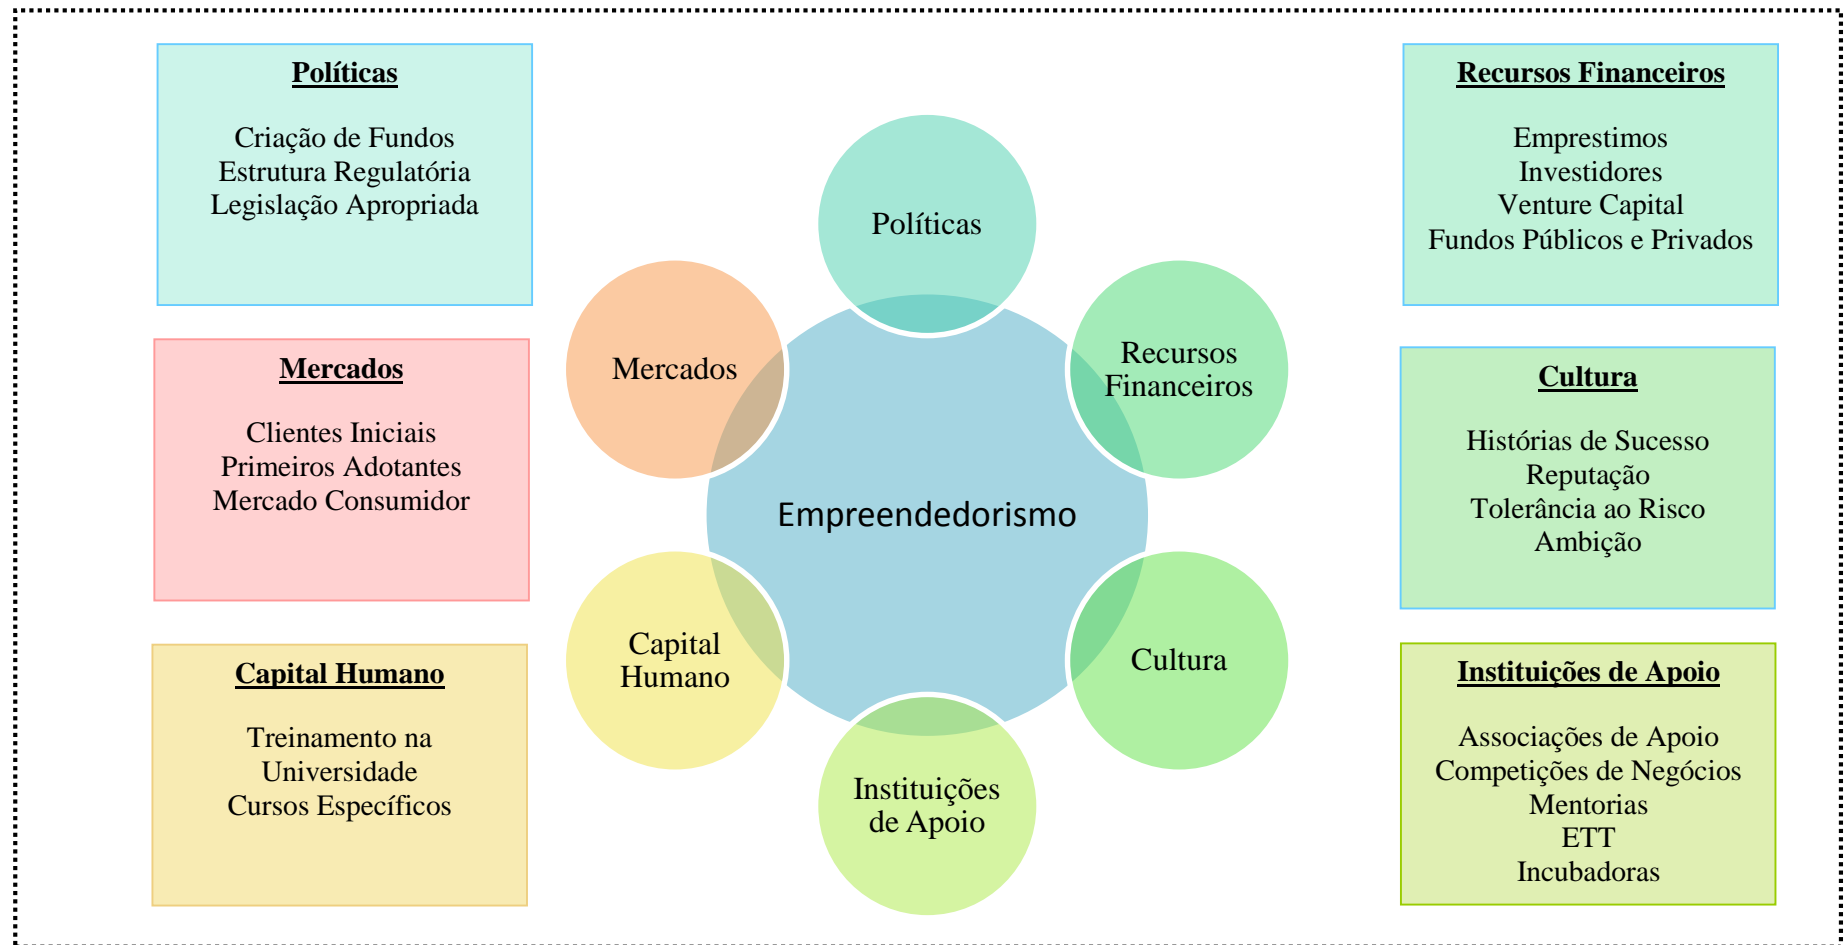 Políticas
Criação de Fundos
Estrutura Regulatória
Legislação Apropriada
Mercados
Clientes Iniciais
Primeiros Adotantes
Mercado Consumidor
Capital Humano
Treinamento na
Universidade
Cursos Específicos
Políticas
Mercados
Recursos
Financeiros
Empreendedorismo
Capital
Humano
Cultura
Instituições
de Apoio
Recursos Financeiros
Emprestimos
Investidores
Venture Capital
Fundos Públicos e Privados
Cultura
Histórias de Sucesso
Reputação
Tolerância ao Risco
Ambição
Instituições de Apoio
Associações de Apoio
Competições de Negócios
Mentorias
ETT
Incubadoras